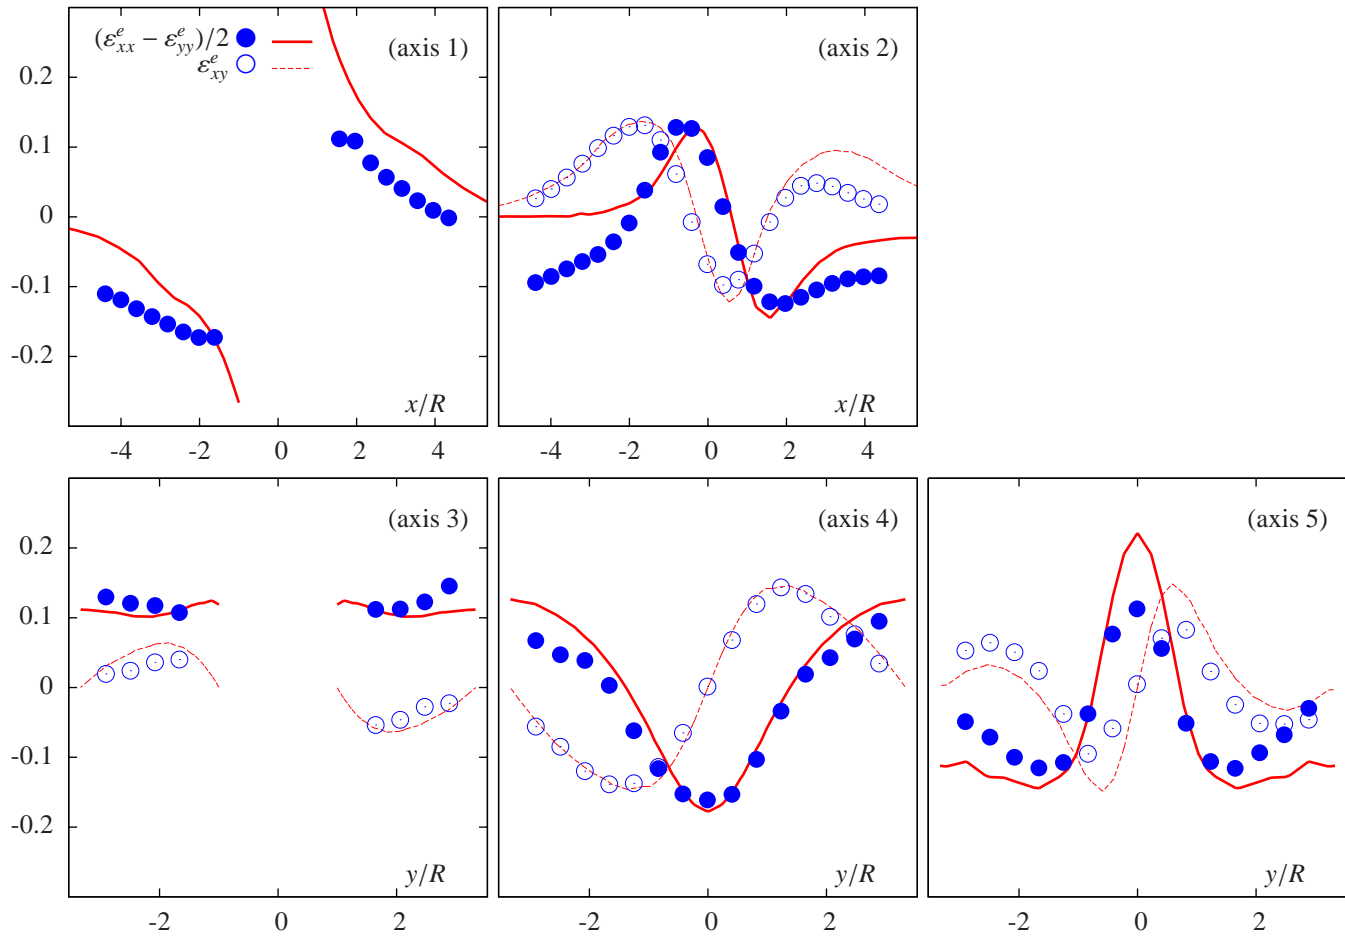 (ε^e_xx − ε^e_yy)/2
ε^e_xy
(axis 1)
(axis 2)
0.2
0.1
0
-0.1
-0.2
x/R
x/R
-4 -2 0 2 4
-4 -2 0 2 4
(axis 3)
(axis 4)
(axis 5)
0.2
0.1
0
-0.1
-0.2
y/R
y/R
y/R
-2 0 2
-2 0 2
-2 0 2